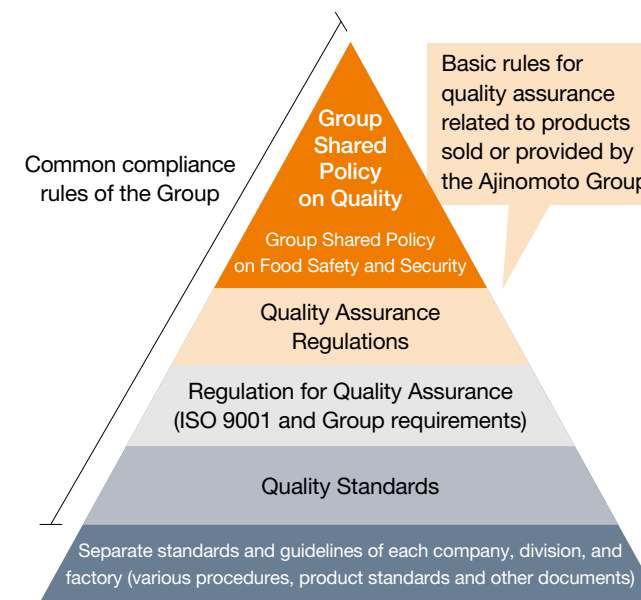 Group
Shared
Policy
on Quality
Group Shared Policy
on Food Safety and Security
Basic rules for
quality assurance
related to products
sold or provided by
the Ajinomoto Group
Common compliance
rules of the Group
Quality Assurance
Regulations
Regulation for Quality Assurance
(ISO 9001 and Group requirements)
Quality Standards
Separate standards and guidelines of each company, division, and
factory (various procedures, product standards and other documents)